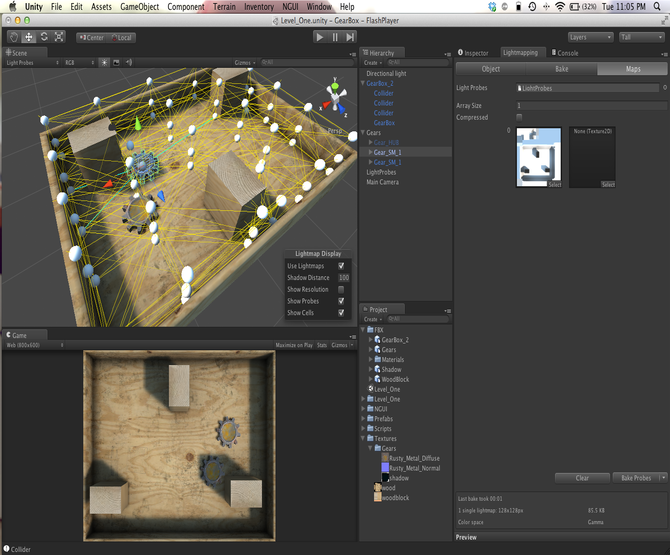 Unity File Edit Assets GameObject Component Terrain NGUI Window Help (32%) Tue 11:05 PM
Level_One.unity - GearBox - FlashPlayer
Center Local Layers Tall
Scene
Light Probes RGB Gizmos All
Persp
x
z
Lightmap Display
Use Lightmaps
Shadow Distance 100
Show Resolution
Show Probes
Show Cells
Game
Web (800x600) Maximize on Play Stats Gizmos
Hierarchy
Create All
Directional light
GearBox_2
Collider
Collider
Collider
GearBox
Gears
Gear_HUB
Gear_SM_1
Gear_SM_1
LightProbes
Main Camera
Project
Create All
FBX
GearBox_2
Gears
Materials
Shadow
WoodBlock
Level_One
Level_One
NGUI
Prefabs
Scripts
Textures
Gears
Rusty_Metal_Diffuse
Rusty_Metal_Normal
Shadow
wood
woodblock
Inspector Lightmapping Console
Object Bake Maps
Light Probes LightProbes
Array Size 1
Compressed
0 None (Texture2D)
Select Select
Clear Bake Probes
Last bake took 00:01
1 single lightmap: 128x128px 85.5 KB
Color space Gamma
Preview
Collider